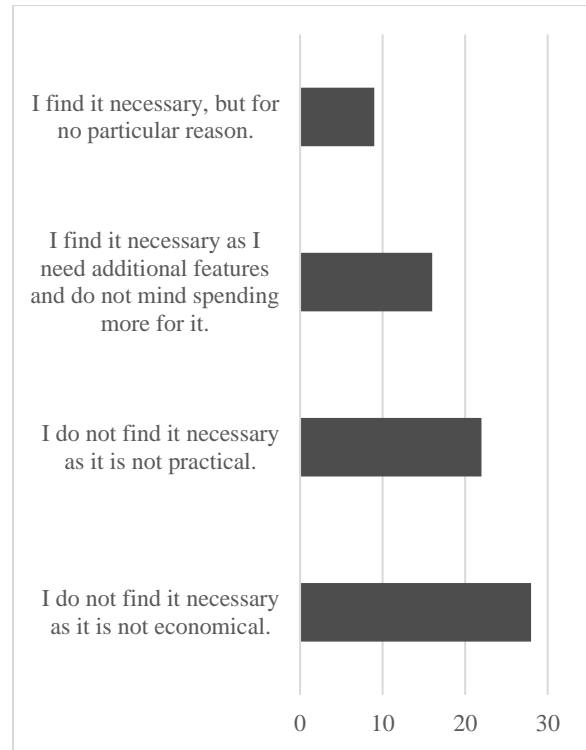 I find it necessary, but for
no particular reason.
I find it necessary as I
need additional features
and do not mind spending
more for it.
I do not find it necessary
as it is not practical.
I do not find it necessary
as it is not economical.
0 10 20 30